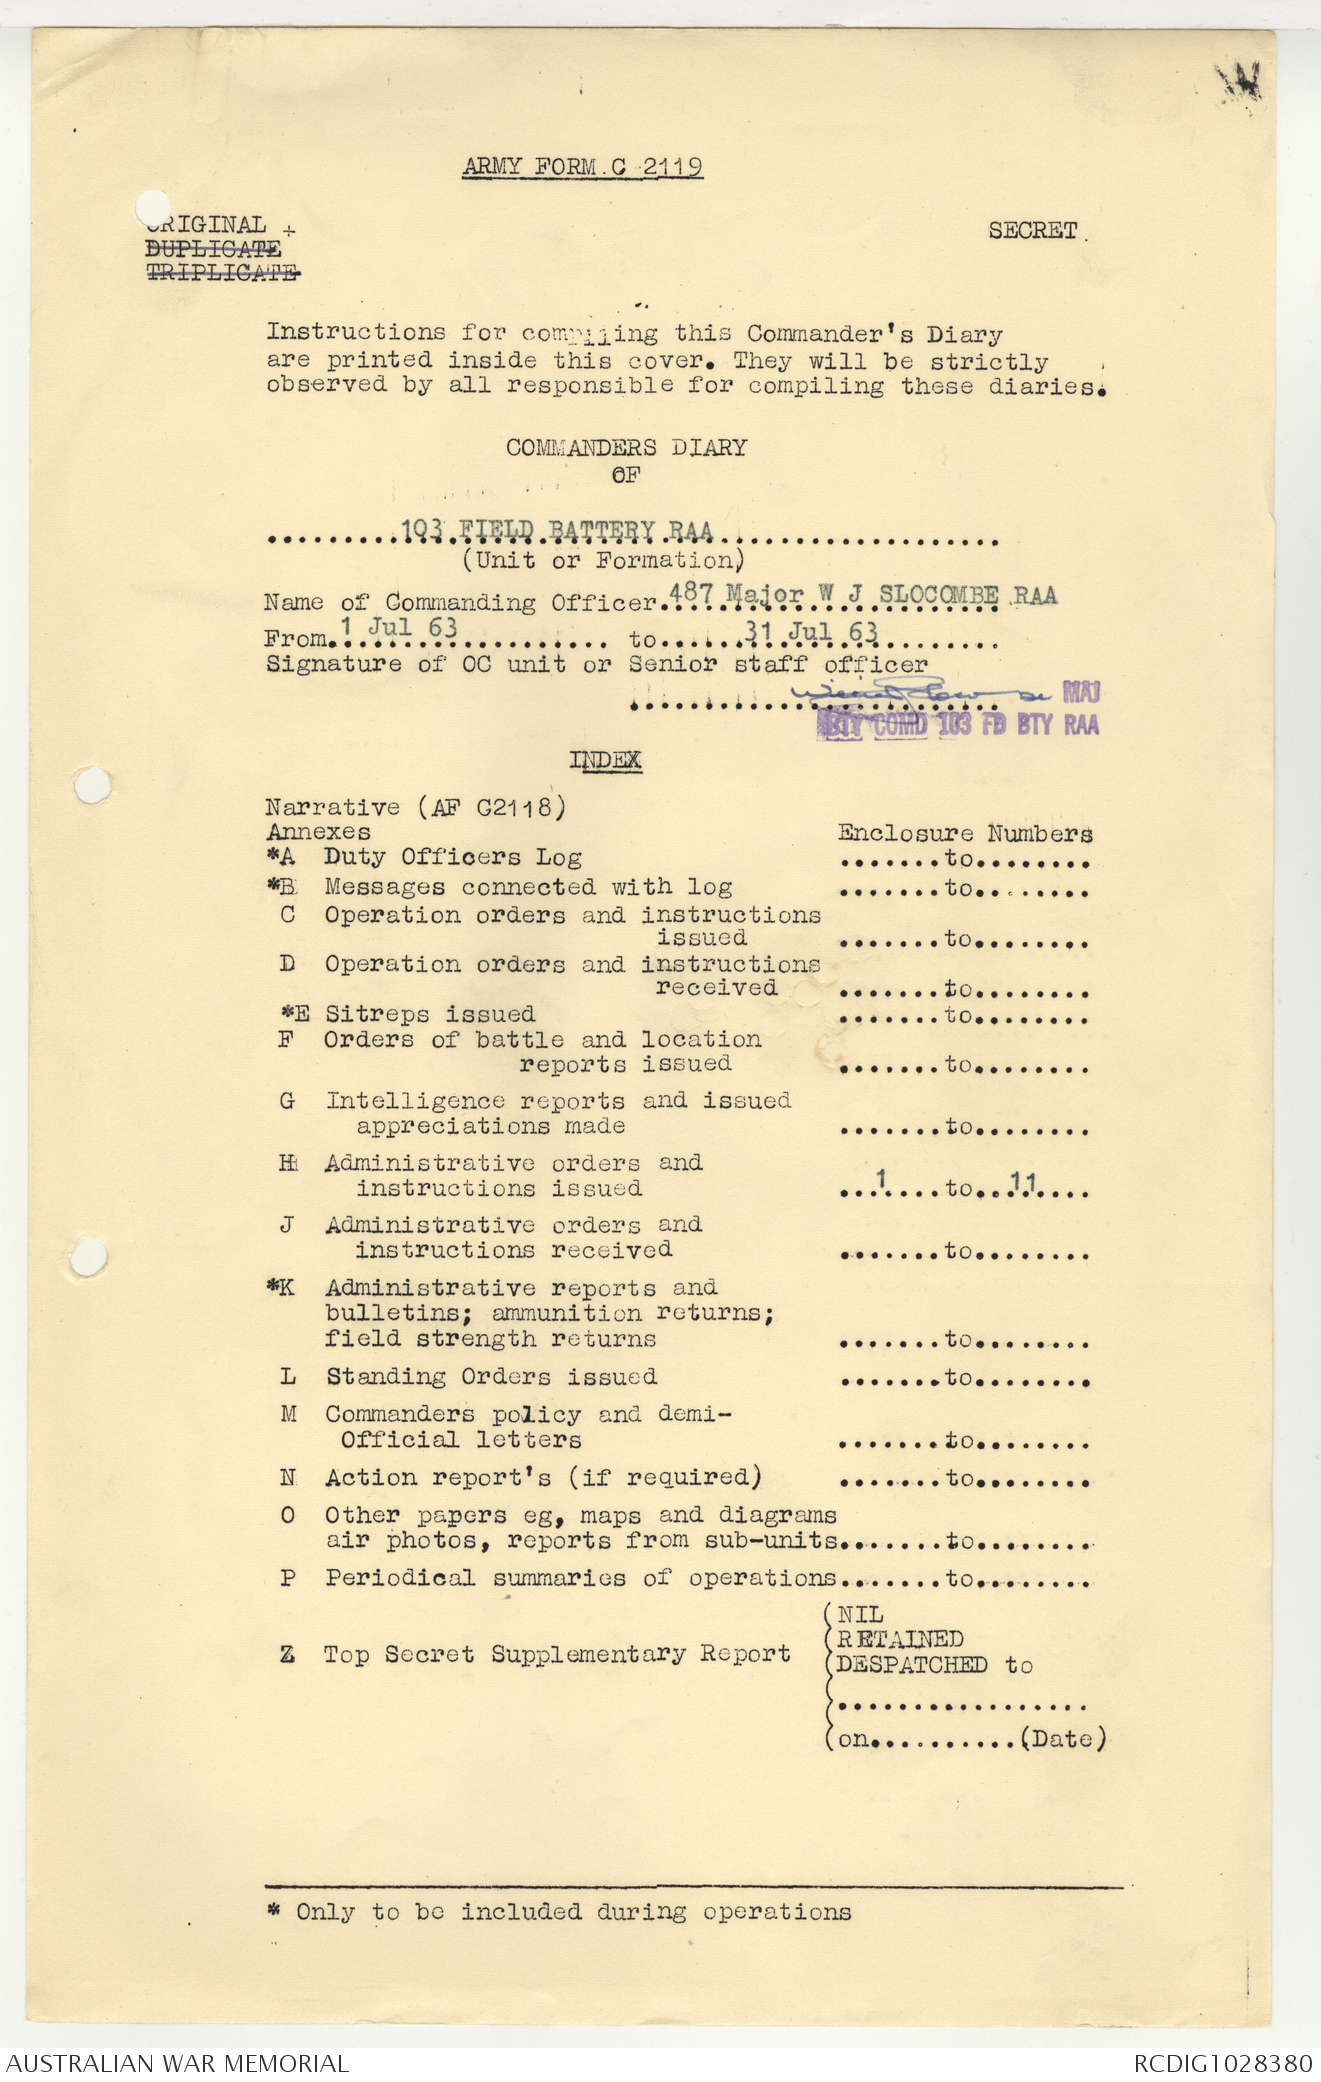 ARMY FORM C 2119
ORIGINAL +
DUPLICATE
TRIPLICATE
SECRET.
Instructions for compiling this Commander's Diary
are printed inside this cover. They will be strictly
observed by all responsible for compiling these diaries.
COMMANDERS DIARY
OF
.........103 FIELD BATTERY RAA...................
(Unit or Formation)
Name of Commanding Officer.487 Major W J SLOCOMBE RAA
From.1 Jul 63.......... to......31 Jul 63........
Signature of OC unit or Senior staff officer
......................... MAJ
BTY COMD 103 FD BTY RAA
INDEX
Narrative (AF C2118)
Annexes Enclosure Numbers
*A Duty Officers Log .......to........
*B Messages connected with log .......to........
C Operation orders and instructions
issued .......to........
D Operation orders and instructions
received .......to........
*E Sitreps issued .......to........
F Orders of battle and location
reports issued .......to........
G Intelligence reports and issued
appreciations made .......to........
H Administrative orders and
instructions issued ...1....to...11....
J Administrative orders and
instructions received .......to........
*K Administrative reports and
bulletins; ammunition returns;
field strength returns .......to........
L Standing Orders issued .......to........
M Commanders policy and demi-
Official letters .......to........
N Action report's (if required) .......to........
O Other papers eg, maps and diagrams
air photos, reports from sub-units.......to........
P Periodical summaries of operations.......to........
(NIL
(RETAINED
Z Top Secret Supplementary Report (DESPATCHED to
(.................
(on..........(Date)
* Only to be included during operations
AUSTRALIAN WAR MEMORIAL
RCDIG1028380